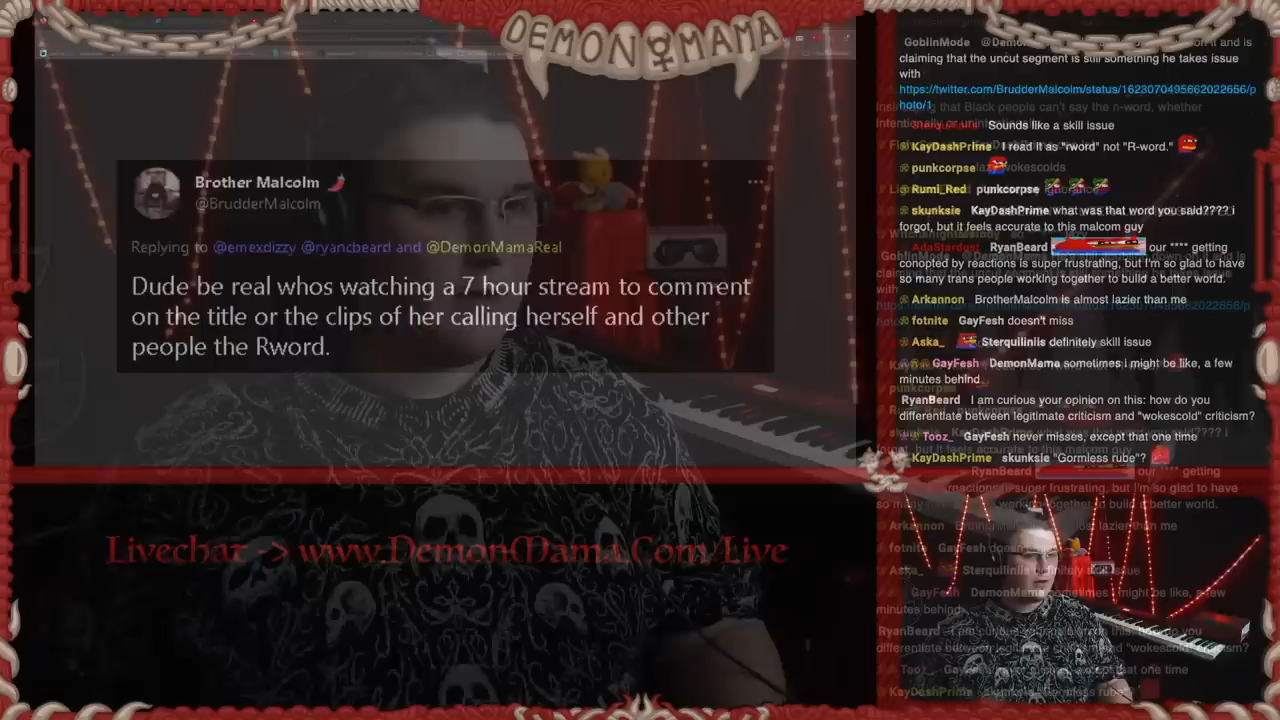 DEMON MAMA
Brother Malcolm
@BrudderMalcolm
Replying to @emexdizzy @ryancbeard and @DemonMamaReal
Dude be real whos watching a 7 hour stream to comment
on the title or the clips of her calling herself and other
people the Rword.
Livechat -> www.DemonMama.Com/Live
GoblinMode
claiming that the uncut segment is still something he takes issue
with
https://twitter.com/BrudderMalcolm/status/1623070495662022656/p
hoto/1
Sounds like a skill issue
KayDashPrime I read it as "rword" not "R-word."
punkcorpse
Rumi_Red punkcorpse
skunksie KayDashPrime what was that word you said???? i
forgot, but it feels accurate to this malcom guy
AdaStardust RyanBeard our **** getting
conopted by reactions is super frustrating, but I'm so glad to have
so many trans people working together to build a better world.
Arkannon BrotherMalcolm is almost lazier than me
fotnite GayFesh doesn't miss
Aska_ Sterquilinlis definitely skill issue
GayFesh DemonMama sometimes i might be like, a few
minutes behind
RyanBeard I am curious your opinion on this: how do you
differentiate between legitimate criticism and "wokescold" criticism?
Tooz_ GayFesh never misses, except that one time
KayDashPrime skunksie "Gormless rube"?